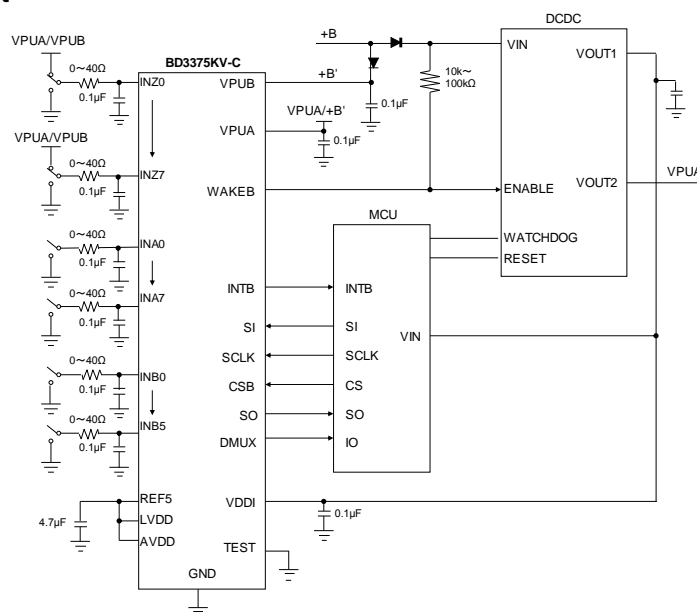 DCDC
VPUA/VPUB
+B
VIN
VOUT1
BD3375KV-C
0～40Ω
INZ0
VPUB
+B'
10k～
100kΩ
0.1μF
0.1μF
VPUA/+B'
VPUA
0.1μF
VPUA/VPUB
0～40Ω
INZ7
WAKEB
ENABLE
VOUT2
VPUA
0.1μF
MCU
0～40Ω
INA0
WATCHDOG
RESET
0.1μF
0～40Ω
INA7
INTB
INTB
0.1μF
SI
SI
VIN
SCLK
SCLK
0～40Ω
INB0
CSB
CS
0.1μF
SO
SO
0～40Ω
INB5
DMUX
IO
0.1μF
REF5
VDDI
4.7μF
LVDD
0.1μF
AVDD
TEST
GND